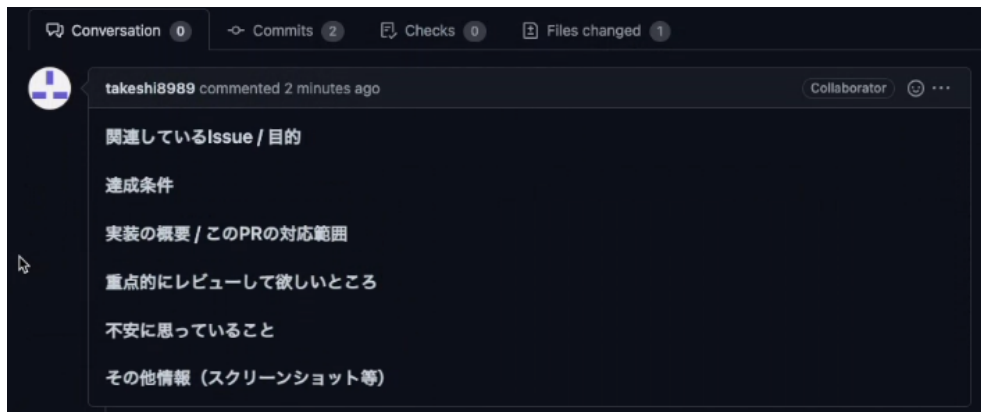 Conversation 0 Commits 2 Checks 0 Files changed 1
takeshi8989 commented 2 minutes ago Collaborator
関連しているIssue / 目的
達成条件
実装の概要 / このPRの対応範囲
重点的にレビューして欲しいところ
不安に思っていること
その他情報（スクリーンショット等）